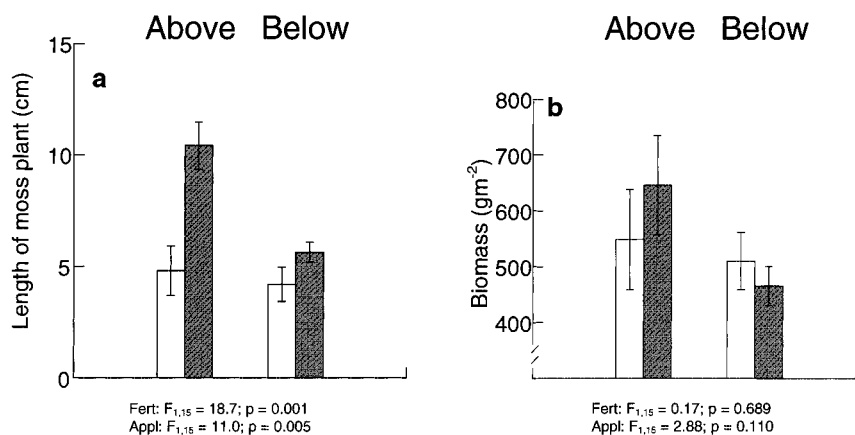 Above Below
15
a
10
5
0
Length of moss plant (cm)
Fert: F1,15 = 18.7; p = 0.001
Appl: F1,15 = 11.0; p = 0.005
Above Below
800
b
700
600
500
400
Biomass (gm-2)
Fert: F1,15 = 0.17; p = 0.689
Appl: F1,15 = 2.88; p = 0.110